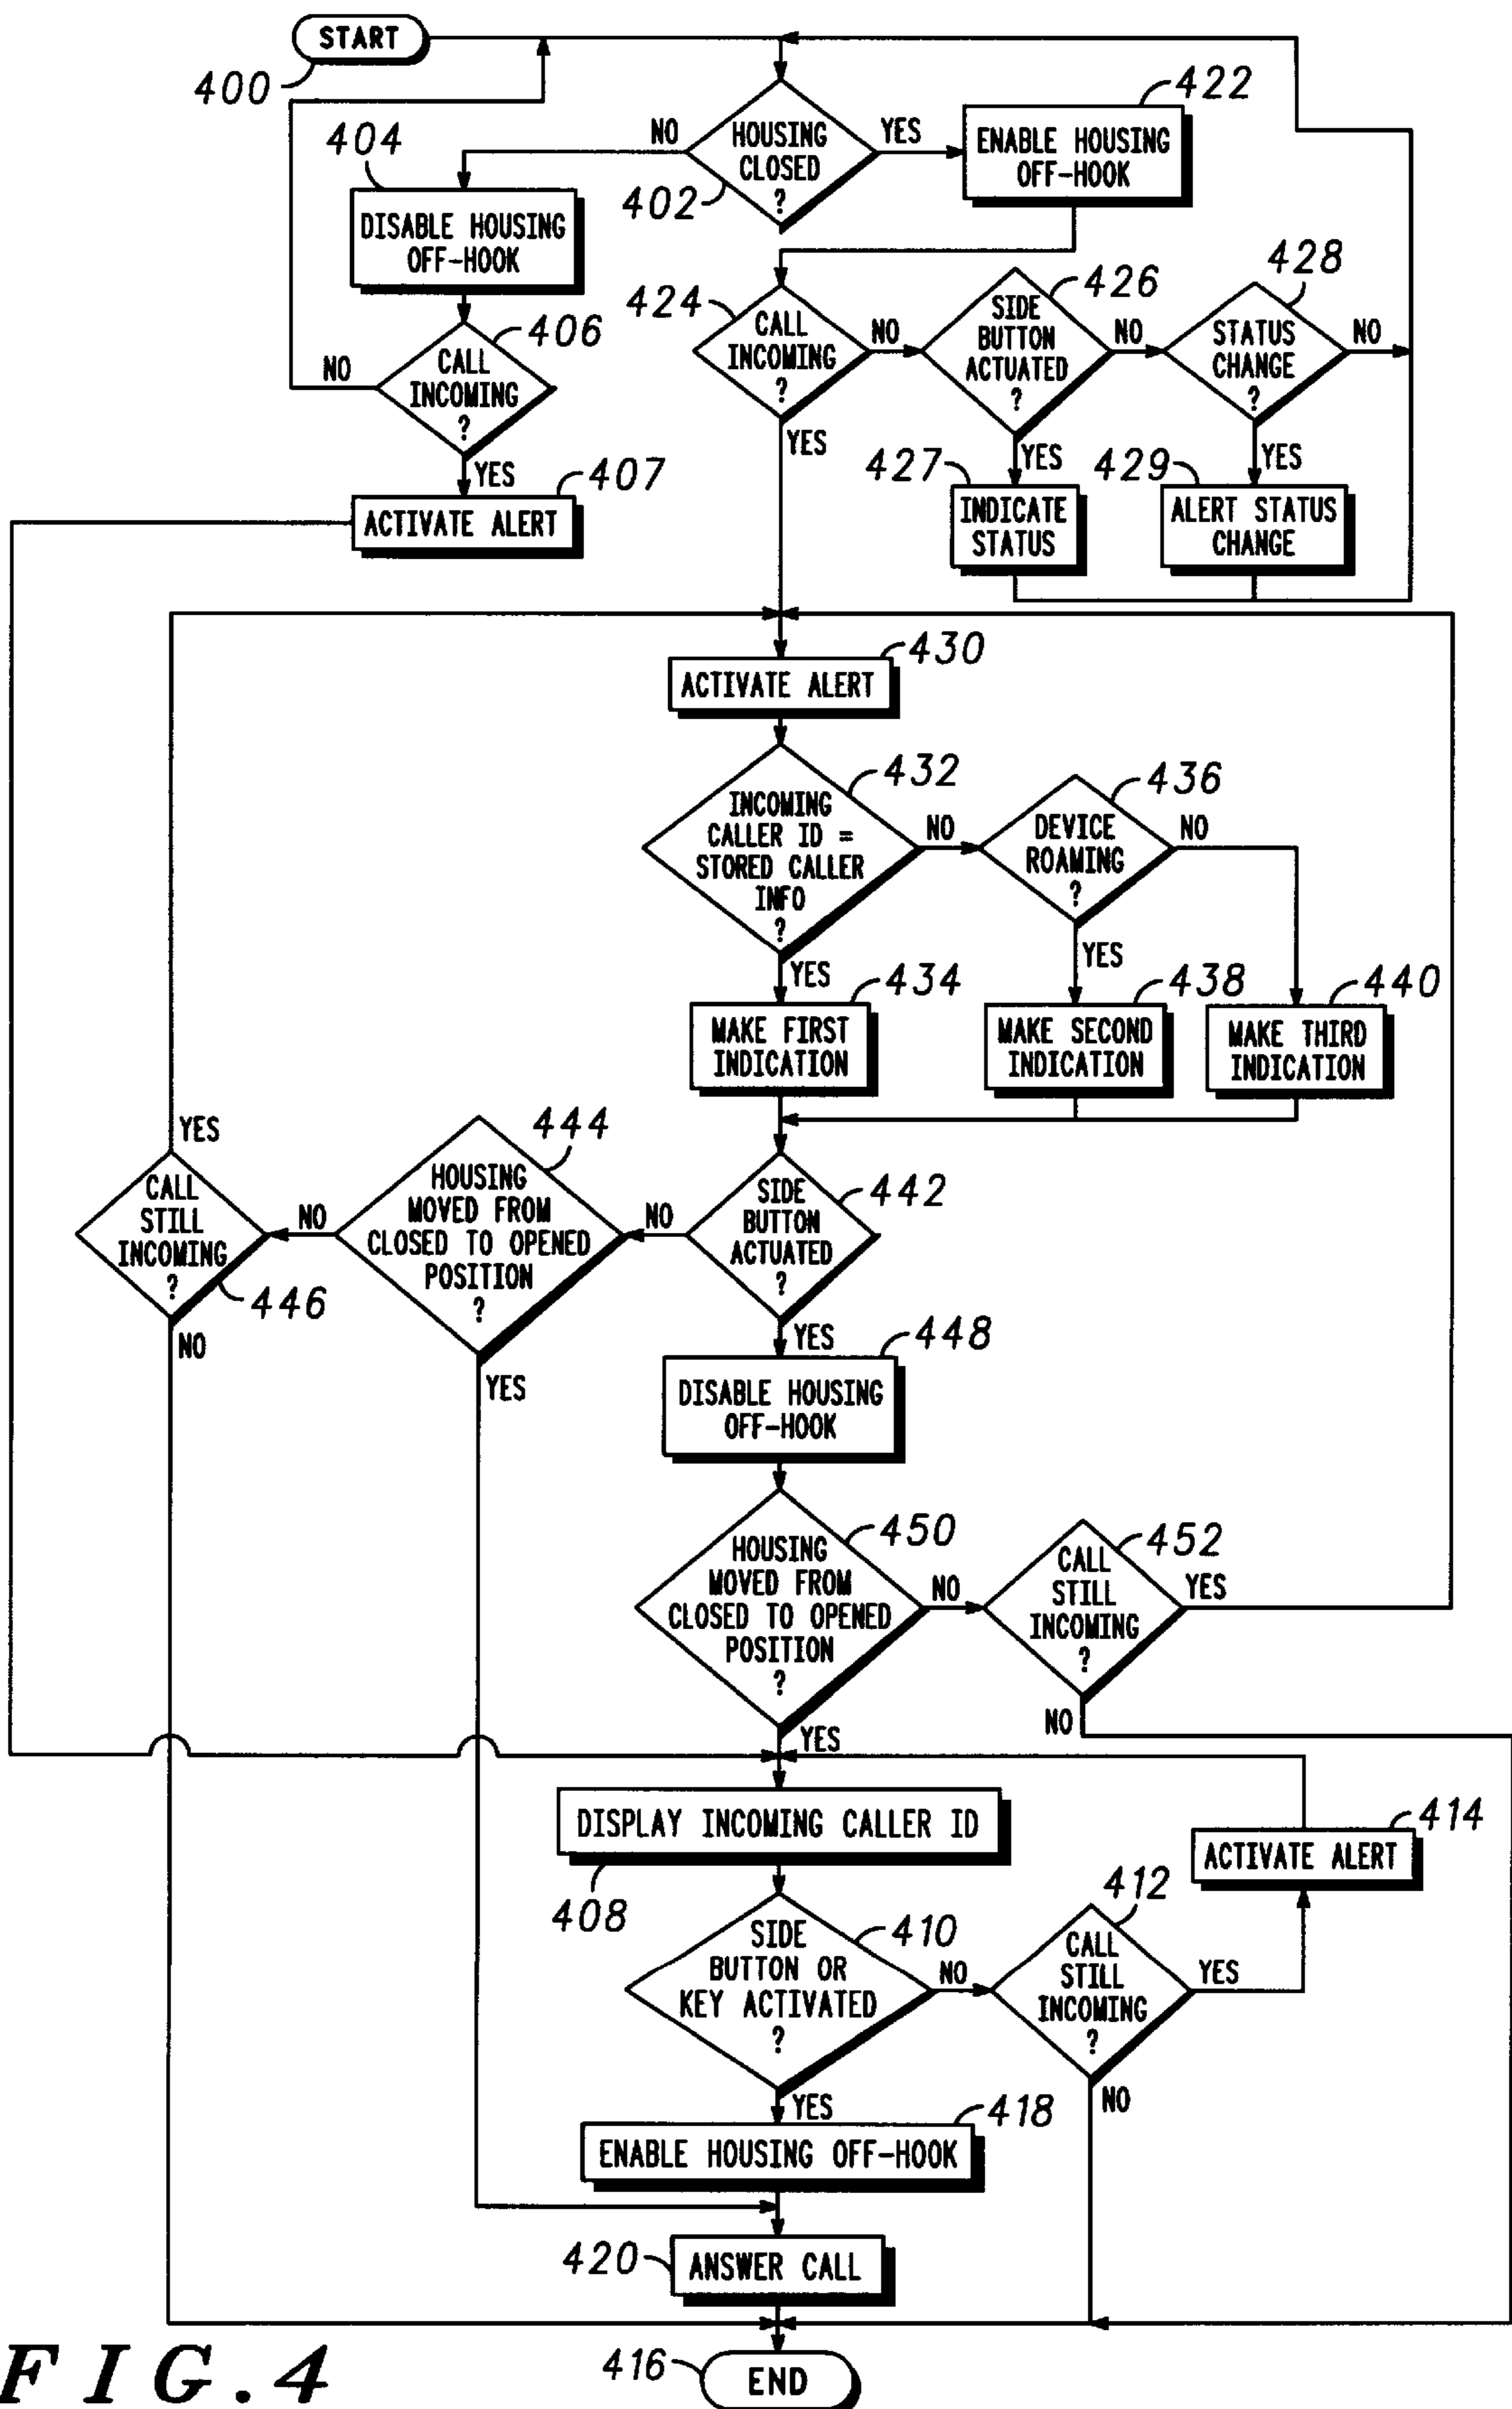 START
400
HOUSING
CLOSED
?
402
NO
YES
422
ENABLE HOUSING
OFF-HOOK
404
DISABLE HOUSING
OFF-HOOK
406
CALL
INCOMING
?
NO
YES
407
ACTIVATE ALERT
424
CALL
INCOMING
?
NO
YES
426
SIDE
BUTTON
ACTUATED
?
NO
YES
428
STATUS
CHANGE
?
NO
YES
427
INDICATE
STATUS
429
ALERT STATUS
CHANGE
430
ACTIVATE ALERT
432
INCOMING
CALLER ID =
STORED CALLER
INFO
?
NO
YES
436
DEVICE
ROAMING
?
NO
YES
434
MAKE FIRST
INDICATION
438
MAKE SECOND
INDICATION
440
MAKE THIRD
INDICATION
442
SIDE
BUTTON
ACTUATED
?
NO
YES
444
HOUSING
MOVED FROM
CLOSED TO OPENED
POSITION
?
NO
YES
YES
CALL
STILL
INCOMING
?
446
NO
448
DISABLE HOUSING
OFF-HOOK
450
HOUSING
MOVED FROM
CLOSED TO OPENED
POSITION
?
NO
YES
452
CALL
STILL
INCOMING
?
YES
NO
DISPLAY INCOMING CALLER ID
408
414
ACTIVATE ALERT
410
SIDE
BUTTON OR
KEY ACTIVATED
?
NO
YES
412
CALL
STILL
INCOMING
?
YES
NO
418
ENABLE HOUSING OFF-HOOK
420
ANSWER CALL
416
END
FIG.4